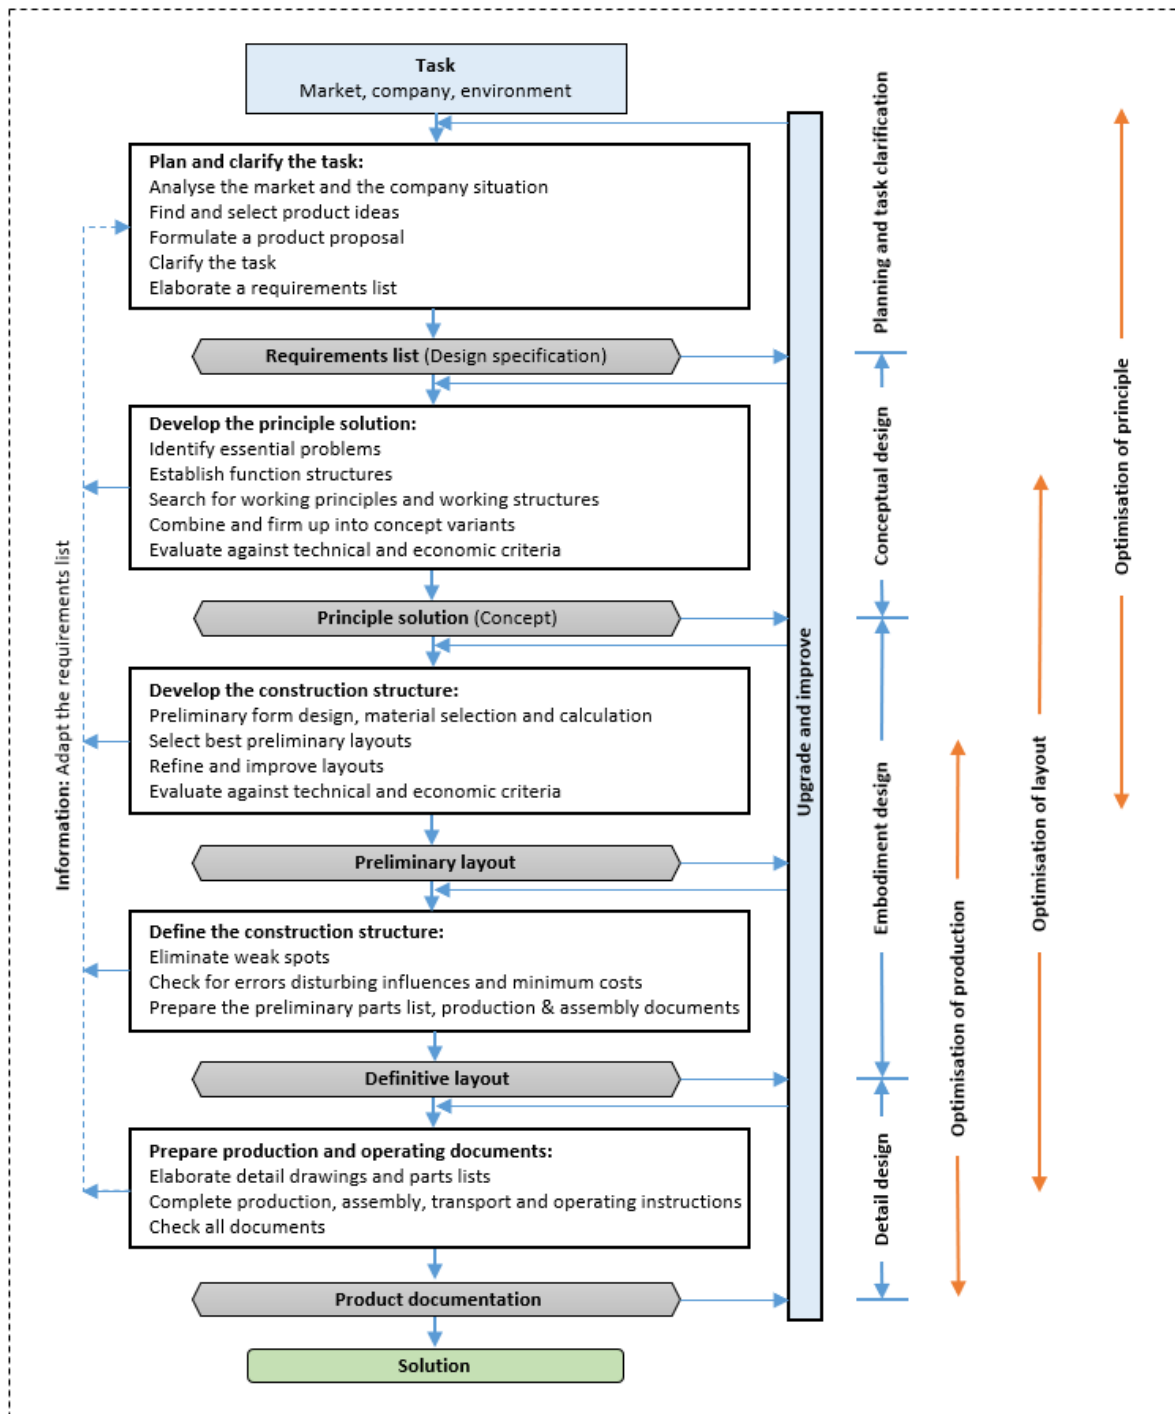 Task
Market, company, environment
Plan and clarify the task:
Analyse the market and the company situation
Find and select product ideas
Formulate a product proposal
Clarify the task
Elaborate a requirements list
Requirements list (Design specification)
Develop the principle solution:
Identify essential problems
Establish function structures
Search for working principles and working structures
Combine and firm up into concept variants
Evaluate against technical and economic criteria
Principle solution (Concept)
Develop the construction structure:
Preliminary form design, material selection and calculation
Select best preliminary layouts
Refine and improve layouts
Evaluate against technical and economic criteria
Preliminary layout
Define the construction structure:
Eliminate weak spots
Check for errors disturbing influences and minimum costs
Prepare the preliminary parts list, production & assembly documents
Definitive layout
Prepare production and operating documents:
Elaborate detail drawings and parts lists
Complete production, assembly, transport and operating instructions
Check all documents
Product documentation
Solution
Information: Adapt the requirements list
Upgrade and improve
Planning and task clarification
Conceptual design
Embodiment design
Detail design
Optimisation of production
Optimisation of layout
Optimisation of principle